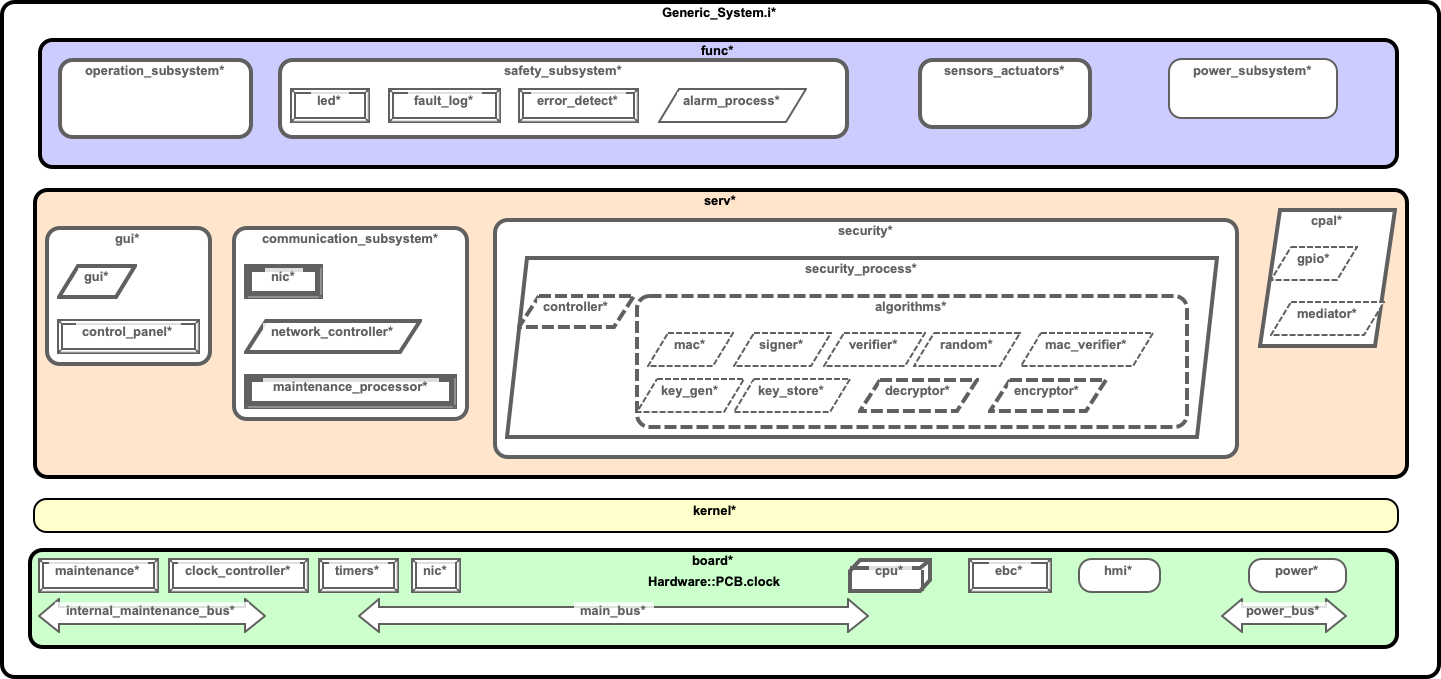 Generic_System.i*
func*
operation_subsystem*
safety_subsystem*
sensors_actuators*
power_subsystem*
led*
fault_log*
error_detect*
alarm_process*
serv*
gui*
communication_subsystem*
security*
cpal*
gui*
nic*
security_process*
gpio*
control_panel*
network_controller*
controller*
algorithms*
mediator*
mac*
signer*
verifier*
random*
mac_verifier*
maintenance_processor*
key_gen*
key_store*
decryptor*
encryptor*
kernel*
board*
Hardware::PCB.clock
maintenance*
clock_controller*
timers*
nic*
cpu*
ebc*
hmi*
power*
internal_maintenance_bus*
main_bus*
power_bus*